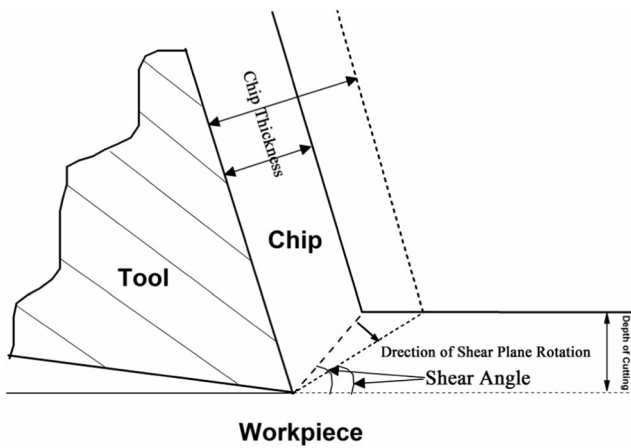 Chip Thickness
Chip
Tool
Drection of Shear Plane Rotation
Shear Angle
Depth of Cutting
Workpiece